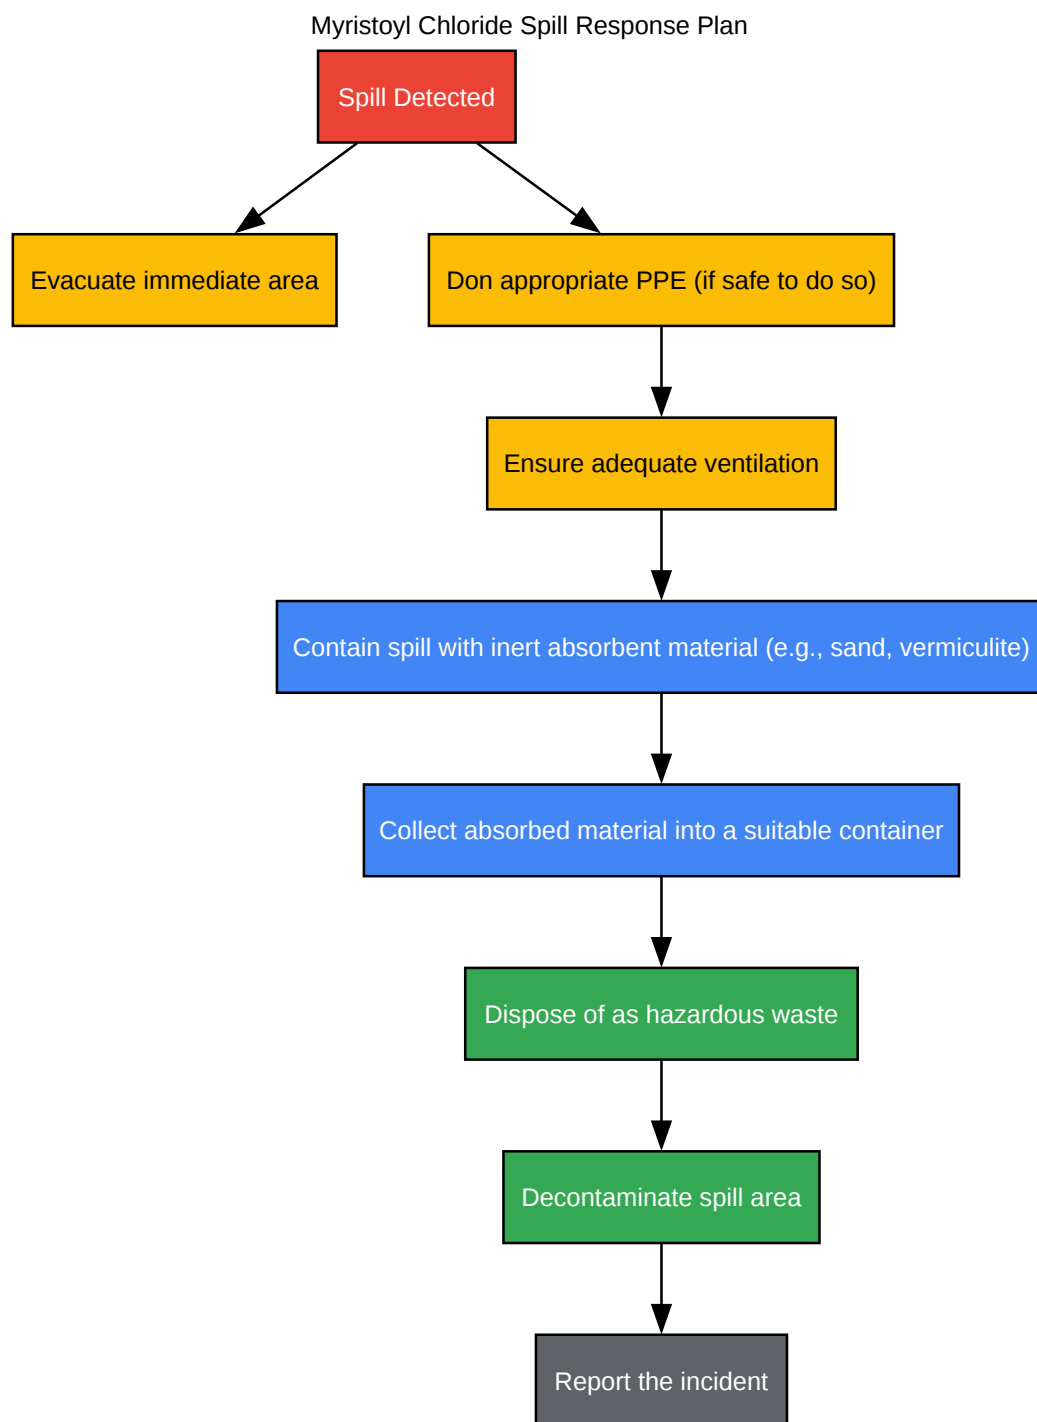 Myristoyl Chloride Spill Response Plan
Spill Detected
Evacuate immediate area
Don appropriate PPE (if safe to do so)
Ensure adequate ventilation
Contain spill with inert absorbent material (e.g., sand, vermiculite)
Collect absorbed material into a suitable container
Dispose of as hazardous waste
Decontaminate spill area
Report the incident